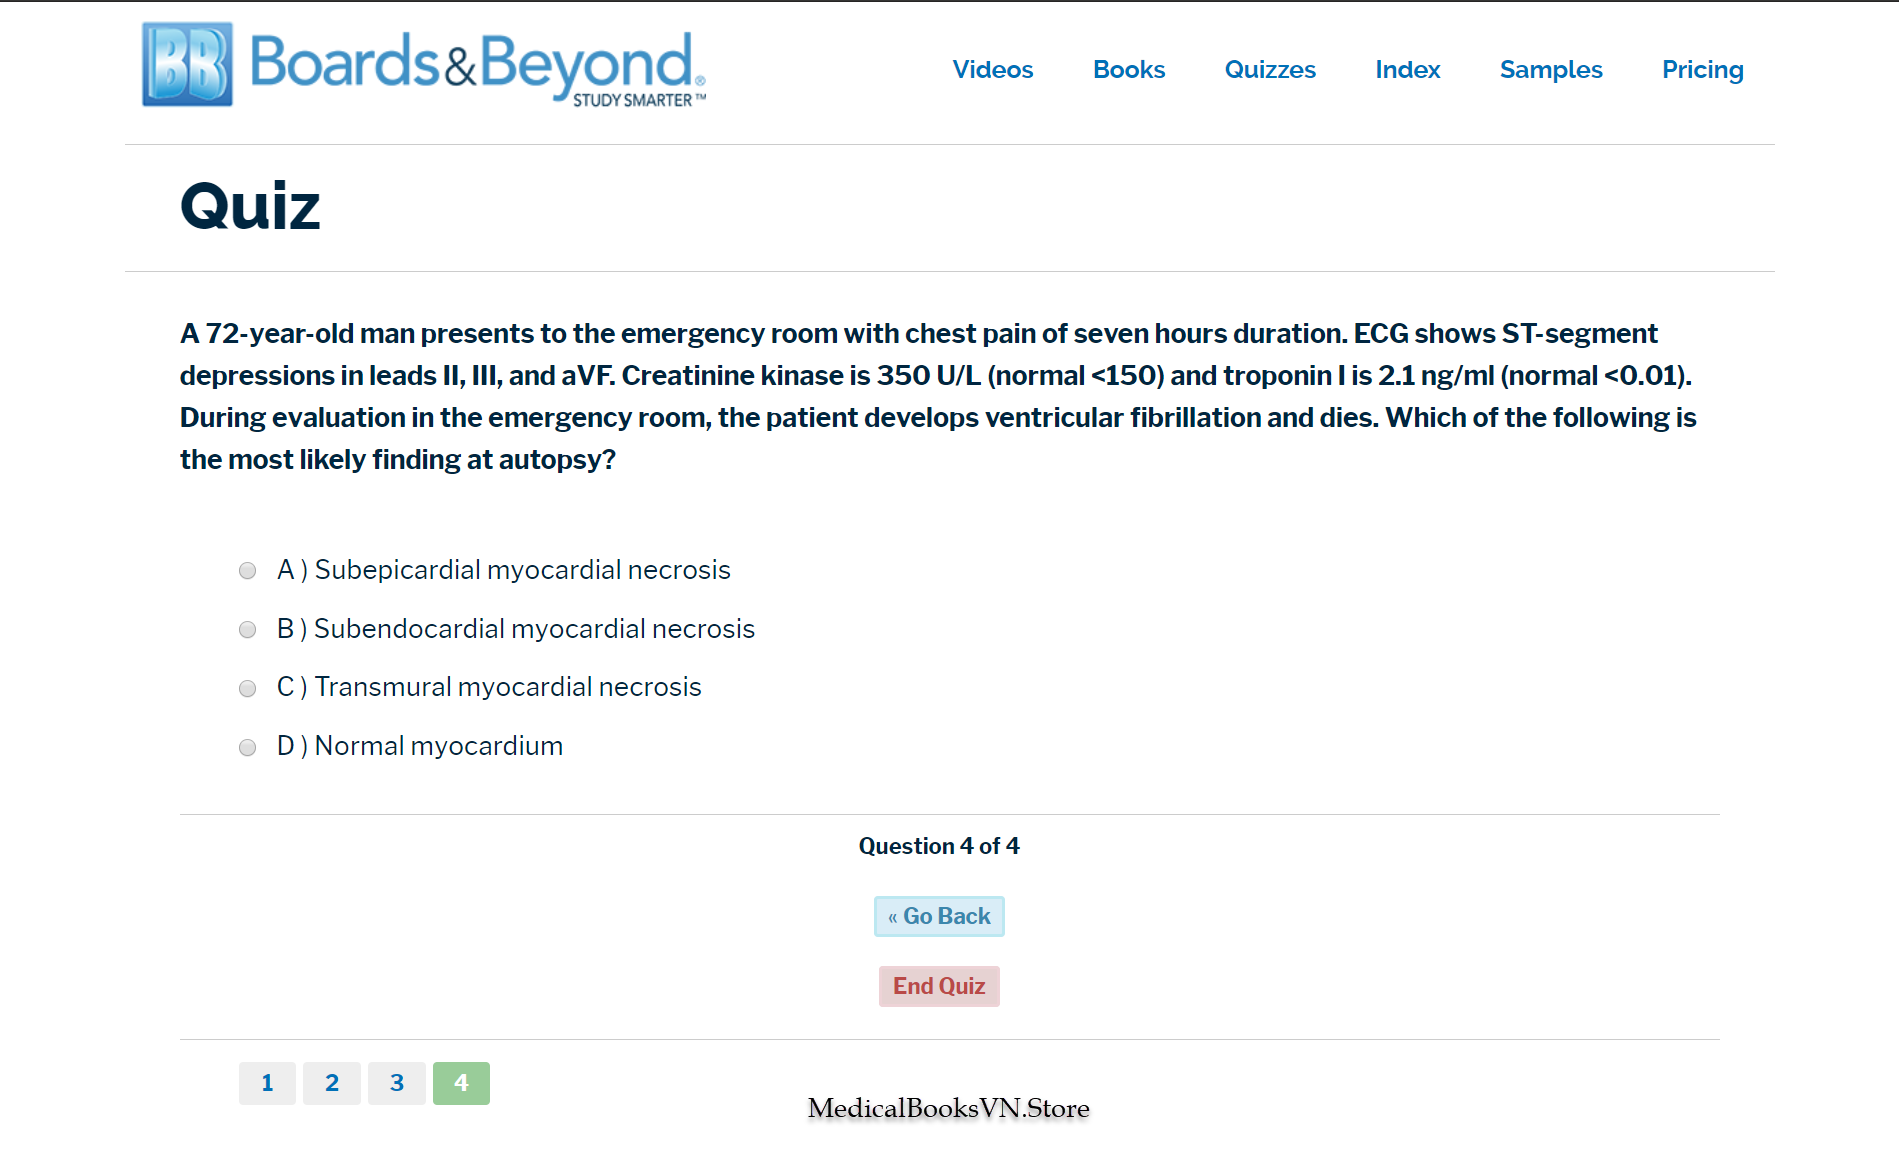 BB Boards&Beyond.®
STUDY SMARTER™
Videos Books Quizzes Index Samples Pricing
Quiz
A 72-year-old man presents to the emergency room with chest pain of seven hours duration. ECG shows ST-segment
depressions in leads II, III, and aVF. Creatinine kinase is 350 U/L (normal <150) and troponin I is 2.1 ng/ml (normal <0.01).
During evaluation in the emergency room, the patient develops ventricular fibrillation and dies. Which of the following is
the most likely finding at autopsy?
A ) Subepicardial myocardial necrosis
B ) Subendocardial myocardial necrosis
C ) Transmural myocardial necrosis
D ) Normal myocardium
Question 4 of 4
« Go Back
End Quiz
1 2 3 4
MedicalBooksVN.Store